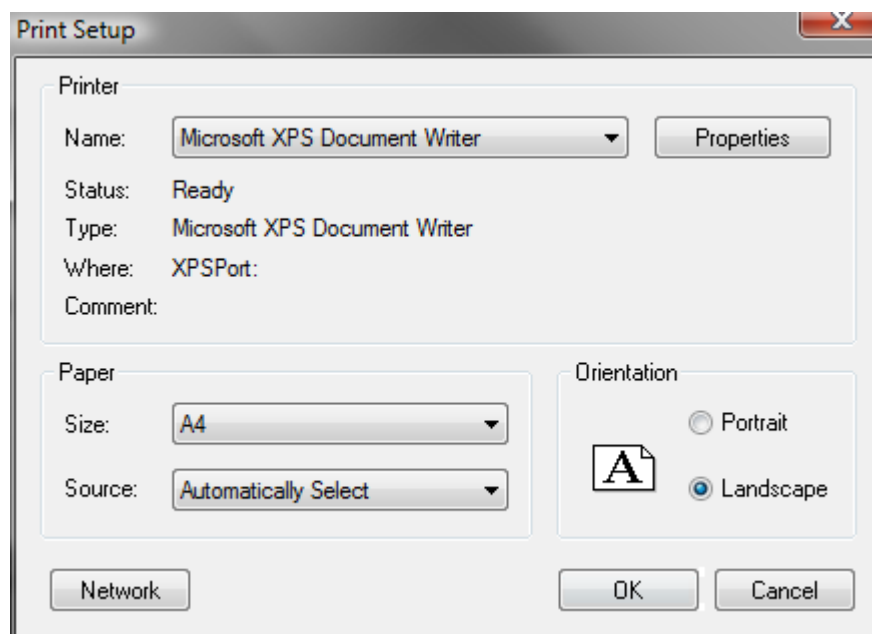 Print Setup
Printer
Name: Microsoft XPS Document Writer Properties
Status: Ready
Type: Microsoft XPS Document Writer
Where: XPSPort:
Comment:
Paper
Size: A4
Source: Automatically Select
Orientation
Portrait
A
Landscape
Network OK Cancel